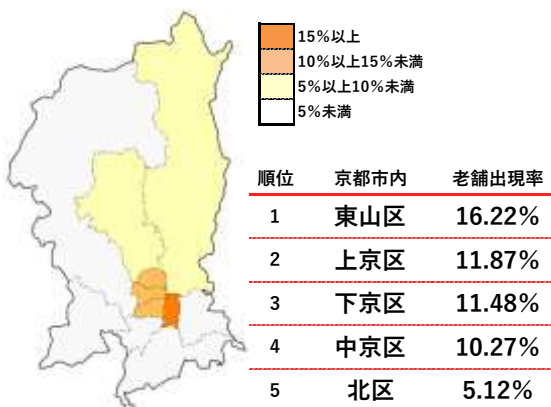 15%以上
10%以上15%未満
5%以上10%未満
5%未満
順位 京都市内 老舗出現率
1 東山区 16.22%
2 上京区 11.87%
3 下京区 11.48%
4 中京区 10.27%
5 北区 5.12%